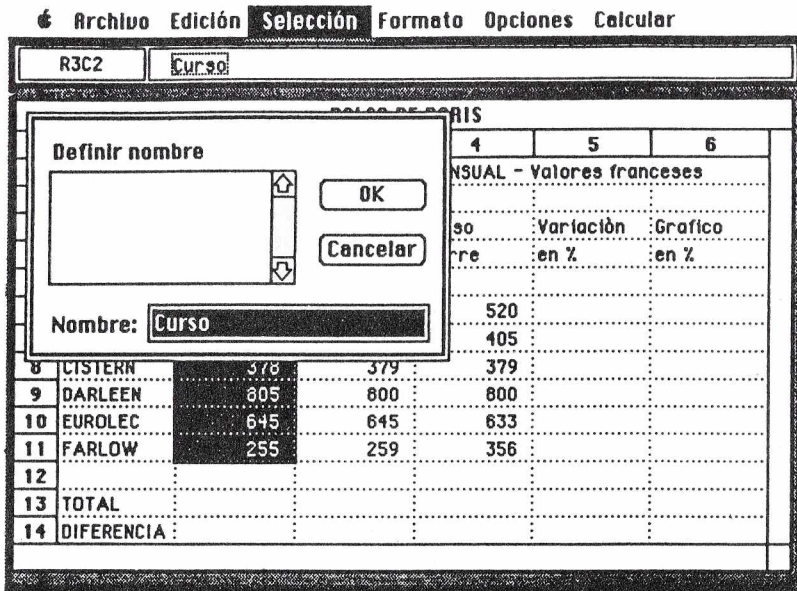 Archivo Edición Selección Formato Opciones Calcular
R3C2 Curso
4 5 6
NSUAL - Valores franceses
so Variaciòn Grafico
rre en % en %
520
405
8 CISTERN 378 379 379
9 DARLEEN 805 800 800
10 EUROLEC 645 645 633
11 FARLOW 255 259 356
12
13 TOTAL
14 DIFERENCIA
Definir nombre
OK
Cancelar
Nombre: Curso